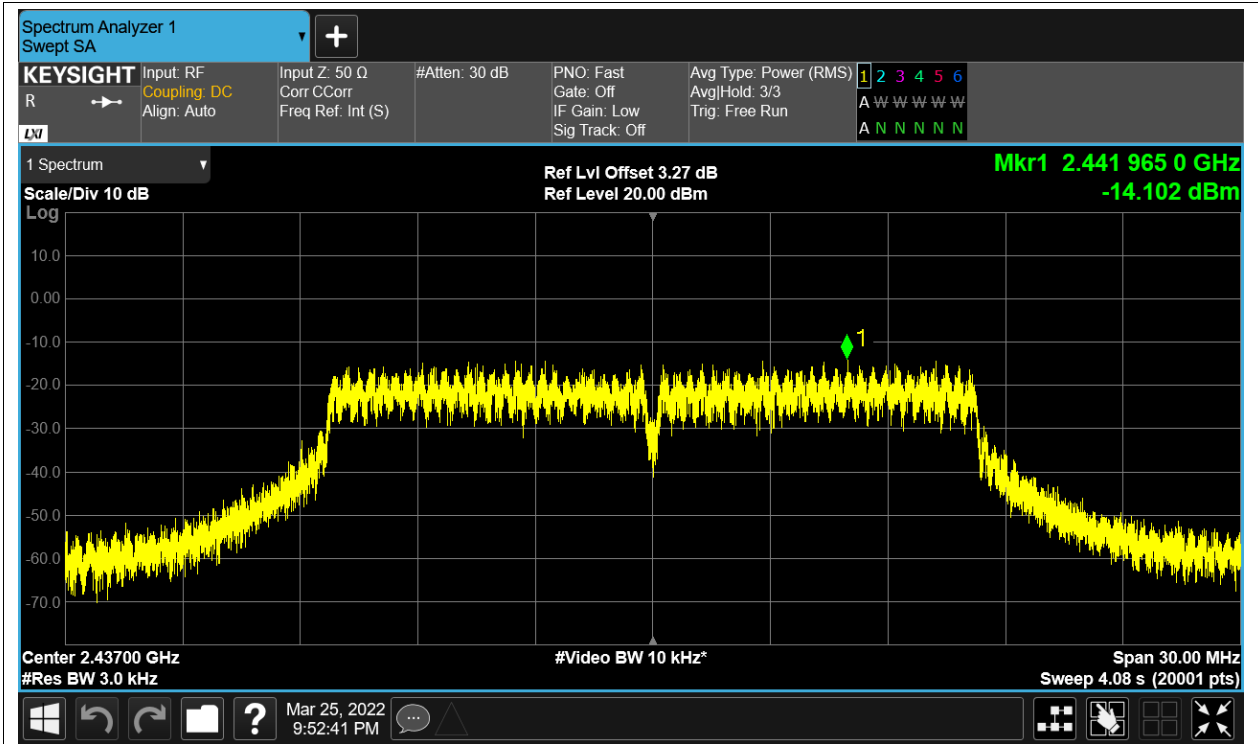 Spectrum Analyzer 1
Swept SA
KEYSIGHT
R
LXI
Input: RF
Coupling: DC
Align: Auto
Input Z: 50 Ω
Corr CCorr
Freq Ref: Int (S)
#Atten: 30 dB
PNO: Fast
Gate: Off
IF Gain: Low
Sig Track: Off
Avg Type: Power (RMS)
Avg|Hold: 3/3
Trig: Free Run
1 2 3 4 5 6
A W W W W W
A N N N N N
1 Spectrum
Scale/Div 10 dB
Log
Ref Lvl Offset 3.27 dB
Ref Level 20.00 dBm
Mkr1 2.441 965 0 GHz
-14.102 dBm
10.0
0.00
-10.0
-20.0
-30.0
-40.0
-50.0
-60.0
-70.0
1
Center 2.43700 GHz
#Res BW 3.0 kHz
#Video BW 10 kHz*
Span 30.00 MHz
Sweep 4.08 s (20001 pts)
?
Mar 25, 2022
9:52:41 PM